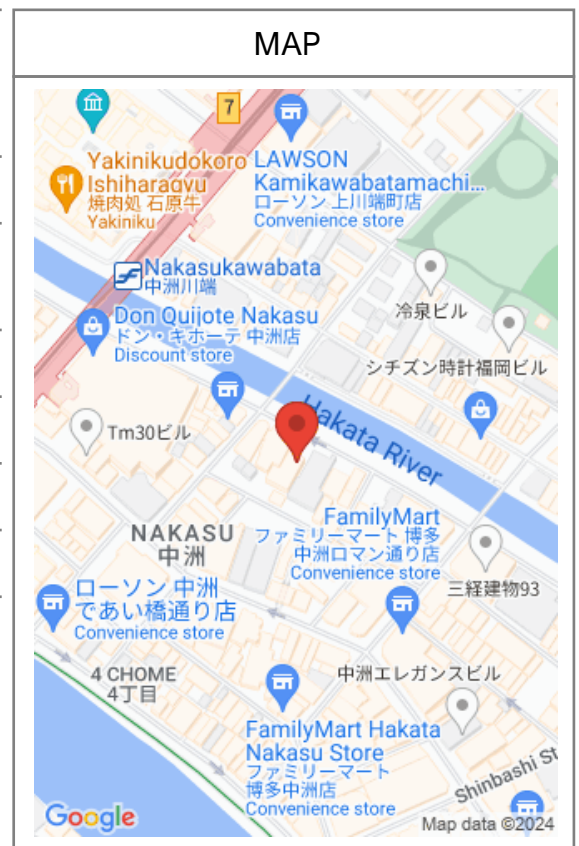 MAP
7
Yakinikudokoro
Ishiharagyu
焼肉処 石原牛
Yakiniku
LAWSON
Kamikawabatamachi...
ローソン 上川端町店
Convenience store
Nakasukawabata
中洲川端
冷泉ビル
Don Quijote Nakasu
ドン・キホーテ 中洲店
Discount store
シチズン時計福岡ビル
Tm30ビル
Hakata River
NAKASU
中洲
FamilyMart
ファミリーマート 博多
中洲ロマン通り店
Convenience store
三経建物93
ローソン 中洲
であい橋通り店
Convenience store
4 CHOME
4丁目
中洲エレガンスビル
FamilyMart Hakata
Nakasu Store
ファミリーマート
博多中洲店
Convenience store
Shinbashi St
Google
Map data ©2024